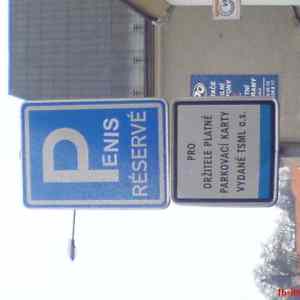 PENIS
RÉSERVÉ
PRO
DRŽITELE PLATNÉ
PARKOVACÍ KARTY
VYDANÉ TSML a.s.